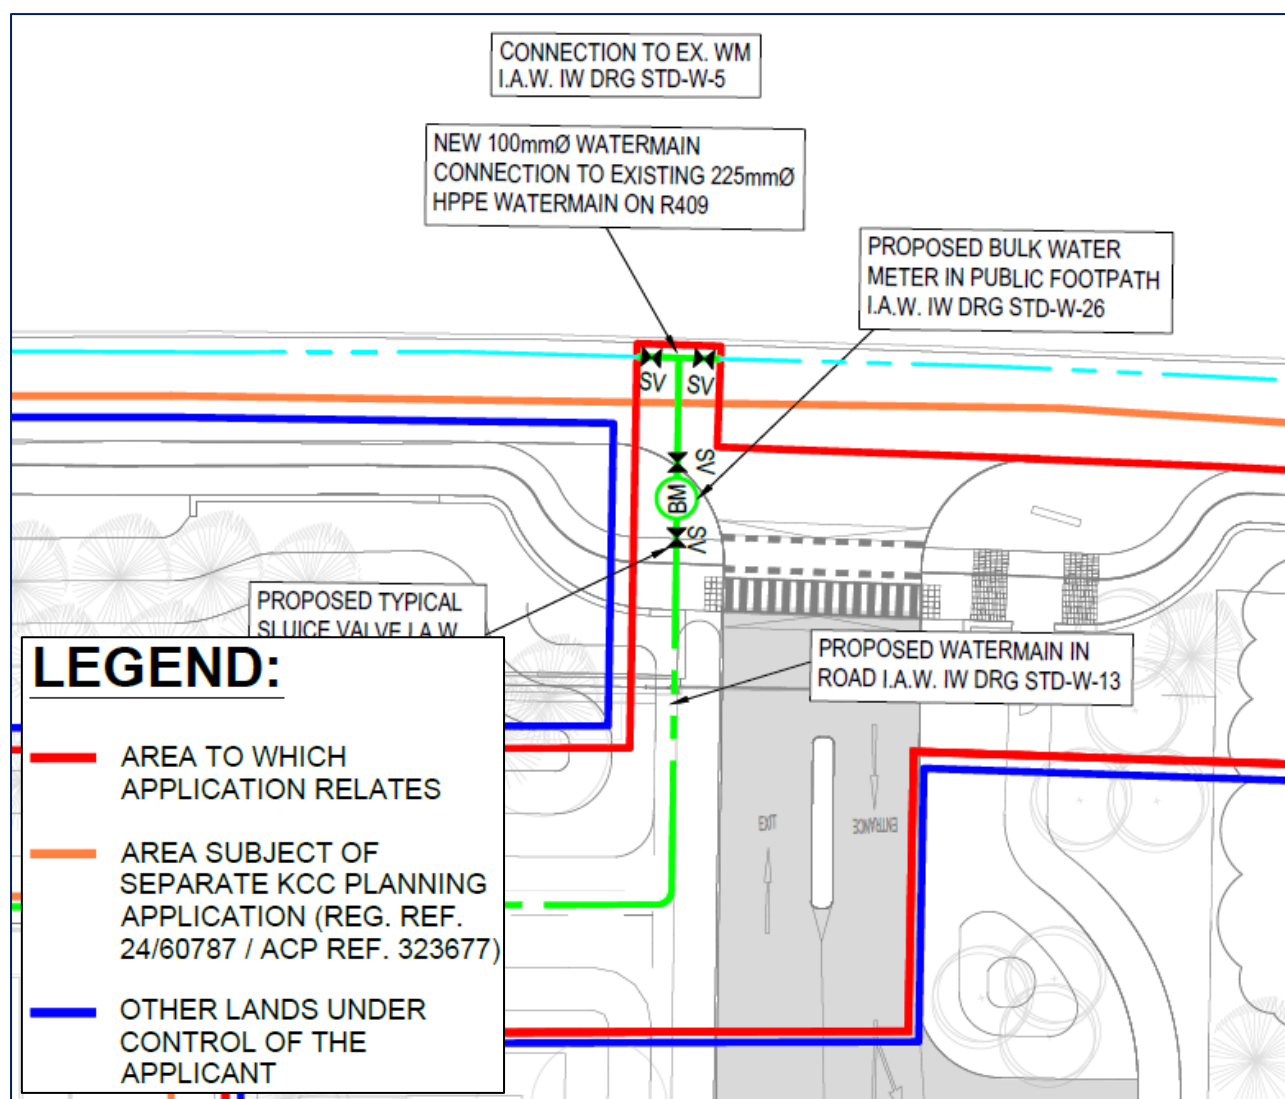 CONNECTION TO EX. WM
I.A.W. IW DRG STD-W-5
NEW 100mmØ WATERMAIN
CONNECTION TO EXISTING 225mmØ
HPPE WATERMAIN ON R409
PROPOSED BULK WATER
METER IN PUBLIC FOOTPATH
I.A.W. IW DRG STD-W-26
SV
SV
SV
BM
SV
PROPOSED TYPICAL
SLUICE VALVE I.A.W.
PROPOSED WATERMAIN IN
ROAD I.A.W. IW DRG STD-W-13
EXIT
ENTRANCE
LEGEND:
AREA TO WHICH
APPLICATION RELATES
AREA SUBJECT OF
SEPARATE KCC PLANNING
APPLICATION (REG. REF.
24/60787 / ACP REF. 323677)
OTHER LANDS UNDER
CONTROL OF THE
APPLICANT